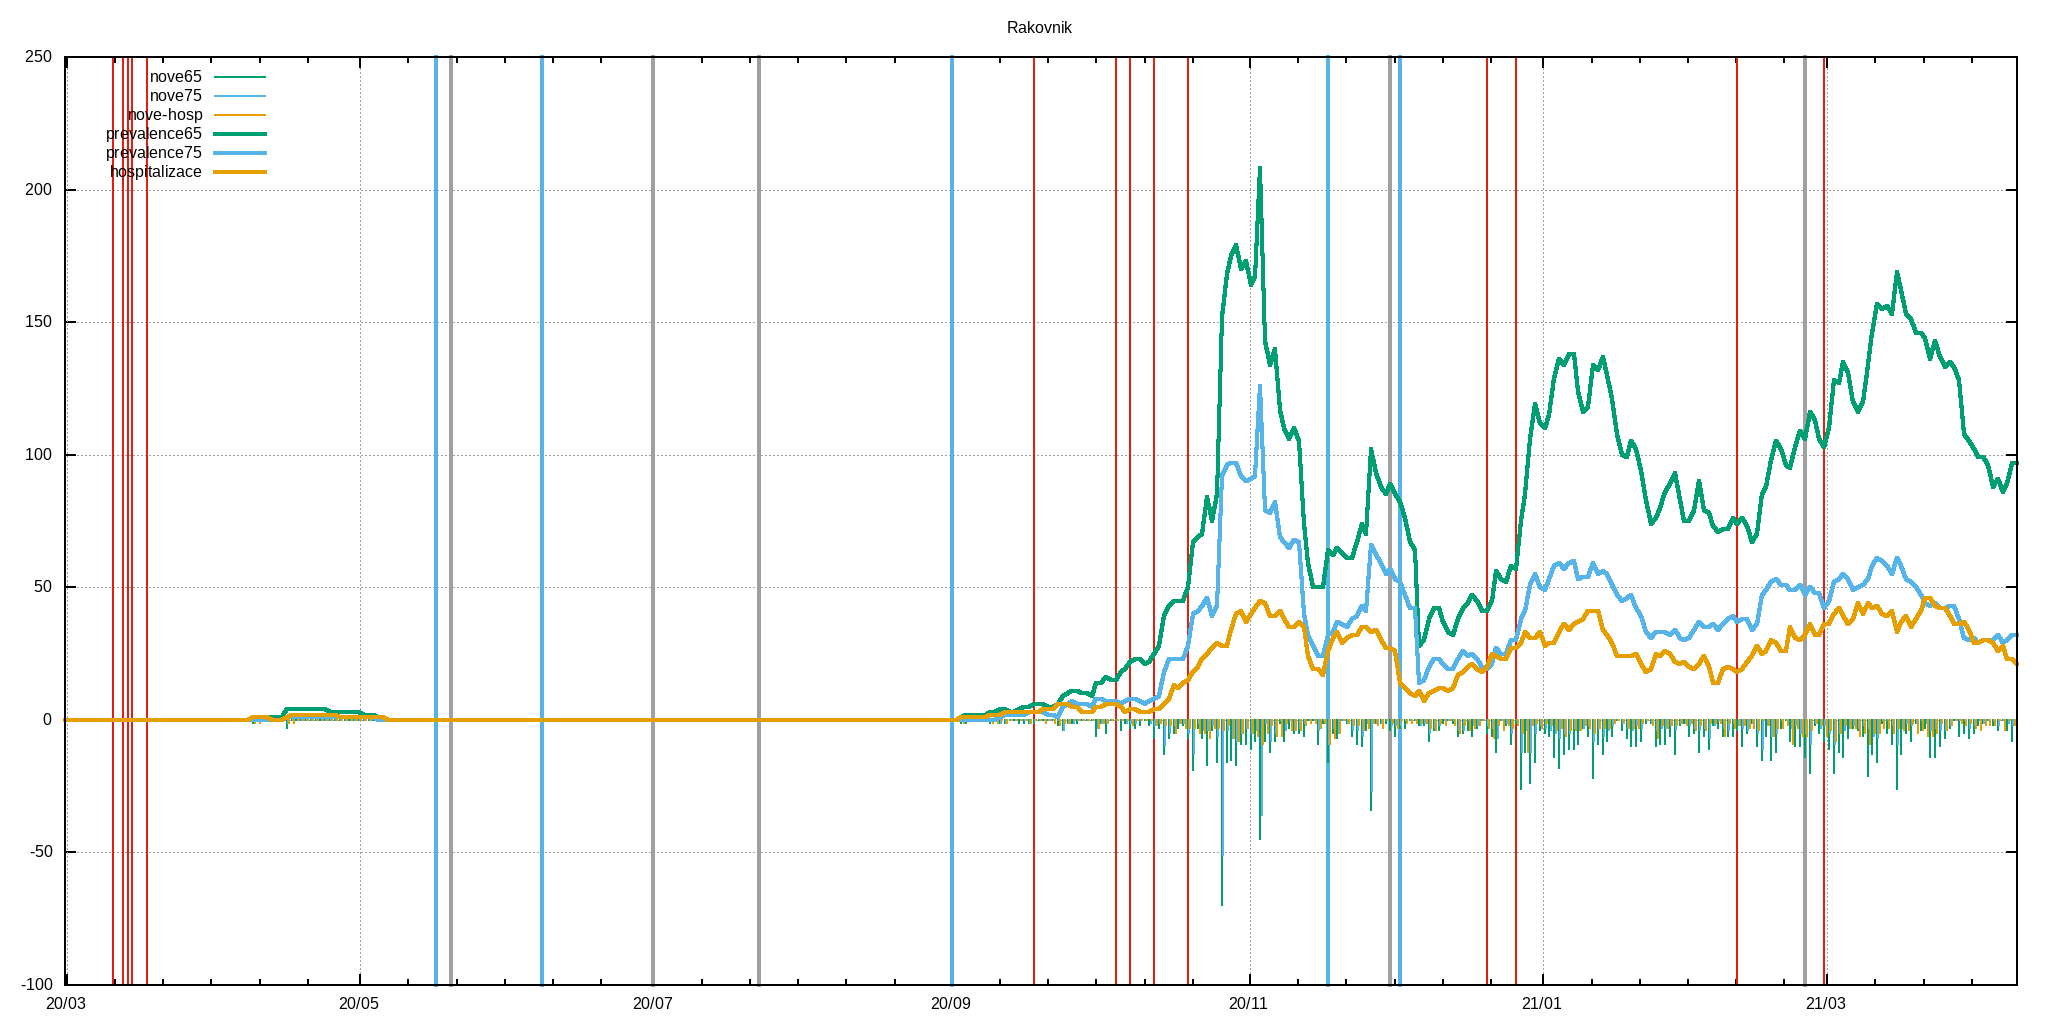 Rakovnik
250
200
150
100
50
0
-50
-100
nove65
nove75
nove-hosp
prevalence65
prevalence75
hospitalizace
20/03
20/05
20/07
20/09
20/11
21/01
21/03